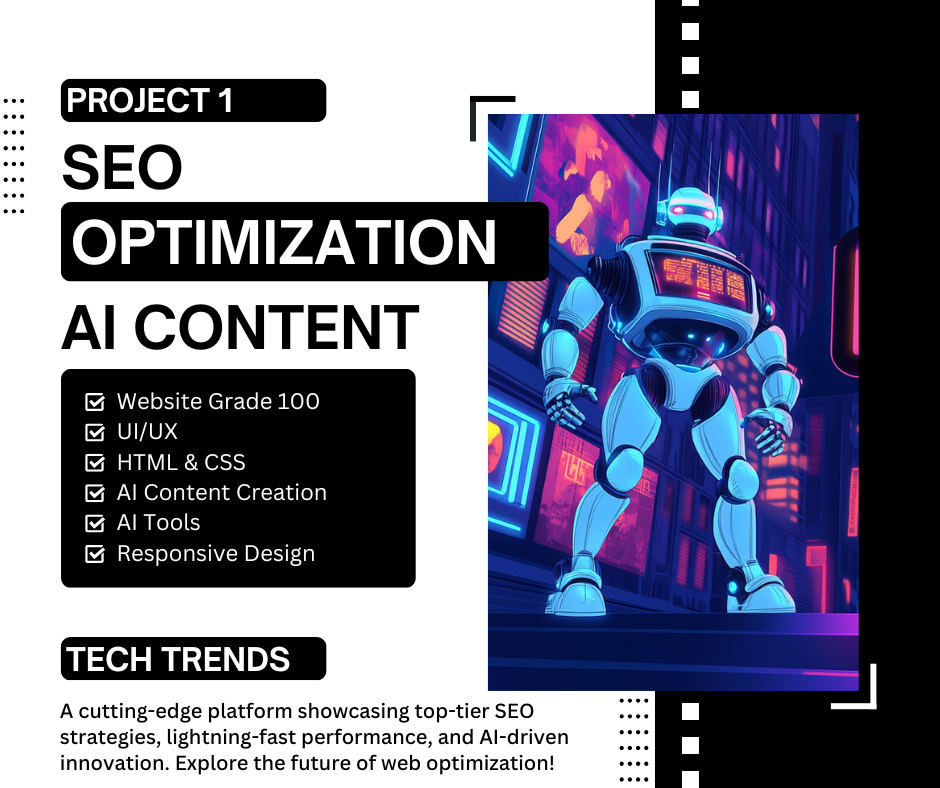 PROJECT 1
SEO
OPTIMIZATION
AI CONTENT
Website Grade 100
UI/UX
HTML & CSS
AI Content Creation
AI Tools
Responsive Design
TECH TRENDS
A cutting-edge platform showcasing top-tier SEO
strategies, lightning-fast performance, and AI-driven
innovation. Explore the future of web optimization!